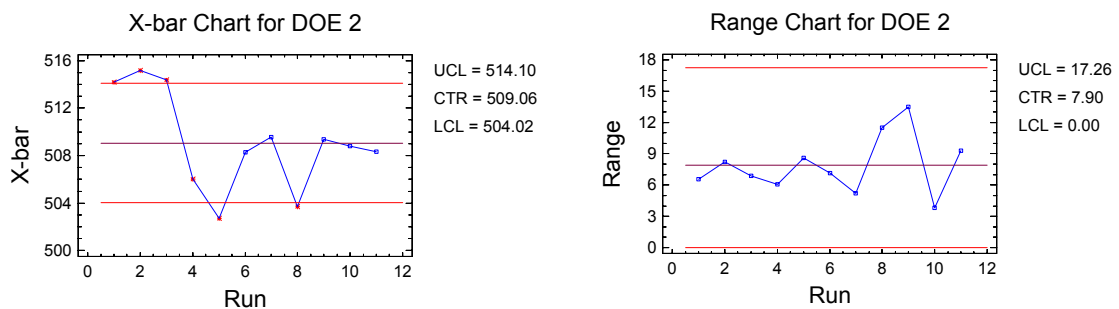 X-bar Chart for DOE 2
516
512
508
504
500
X-bar
0 2 4 6 8 10 12
Run
UCL = 514.10
CTR = 509.06
LCL = 504.02
Range Chart for DOE 2
18
15
12
9
6
3
0
Range
0 2 4 6 8 10 12
Run
UCL = 17.26
CTR = 7.90
LCL = 0.00